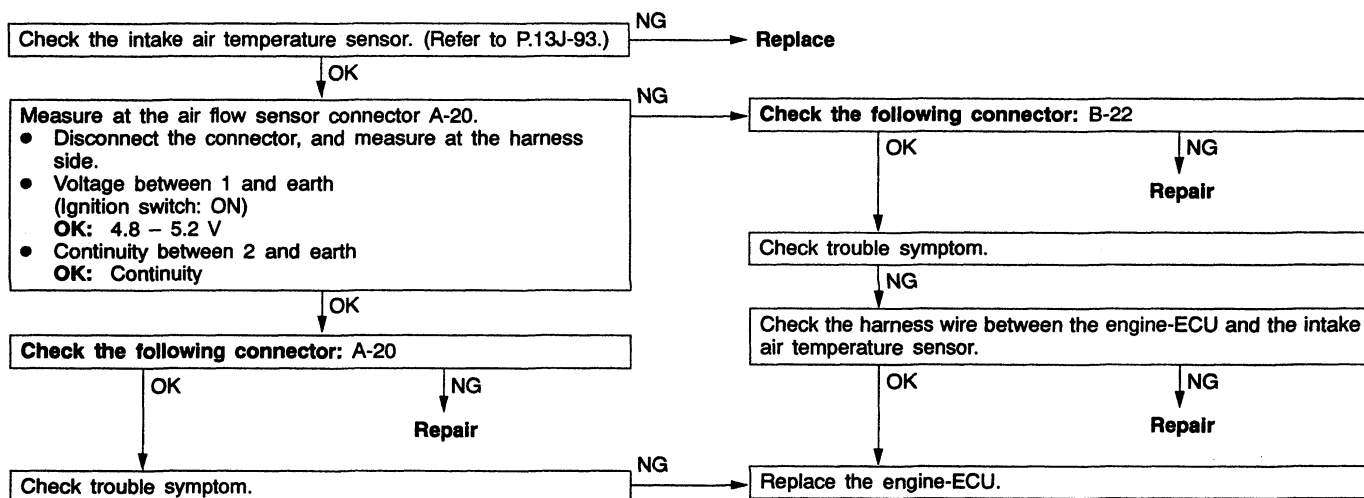 NG
Check the intake air temperature sensor. (Refer to P.13J-93.)
Replace
OK
NG
Measure at the air flow sensor connector A-20.
● Disconnect the connector, and measure at the harness
side.
● Voltage between 1 and earth
(Ignition switch: ON)
OK: 4.8 – 5.2 V
● Continuity between 2 and earth
OK: Continuity
OK
Check the following connector: A-20
OK
NG
Repair
Check trouble symptom.
NG
Check the following connector: B-22
OK
NG
Repair
Check trouble symptom.
NG
Check the harness wire between the engine-ECU and the intake
air temperature sensor.
OK
NG
Repair
Replace the engine-ECU.